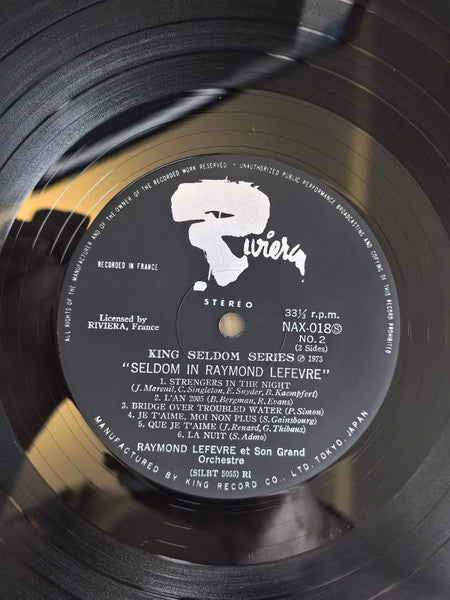 ALL RIGHTS OF THE MANUFACTURER AND OF THE OWNER OF THE RECORDED WORK RESERVED • UNAUTHORIZED PUBLIC PERFORMANCE BROADCASTING AND COPYING OF THIS RECORD PROHIBITED
Riviera
RECORDED IN FRANCE
STÉRÉO
Licensed by
RIVIERA, France
33⅓ r.p.m.
NAX-018Ⓢ
NO. 2
(2 Sides)
KING SELDOM SERIES Ⓟ 1973
"SELDOM IN RAYMOND LEFEVRE"
1. STRENGERS IN THE NIGHT
(J. Mareuil, C. Singleton, E. Snyder, B. Kaempfert)
2. L'AN 2005 (B. Bergman, R. Evans)
3. BRIDGE OVER TROUBLED WATER (P. Simon)
4. JE T'AIME, MOI NON PLUS (S. Gainsbourg)
5. QUE JE T'AIME (J. Renard, G. Thibaus)
6. LA NUIT (S. Admo)
RAYMOND LEFEVRE et Son Grand
Orchestre
(SILBT 5055) R1
MANUFACTURED BY KING RECORD CO., LTD. TOKYO, JAPAN